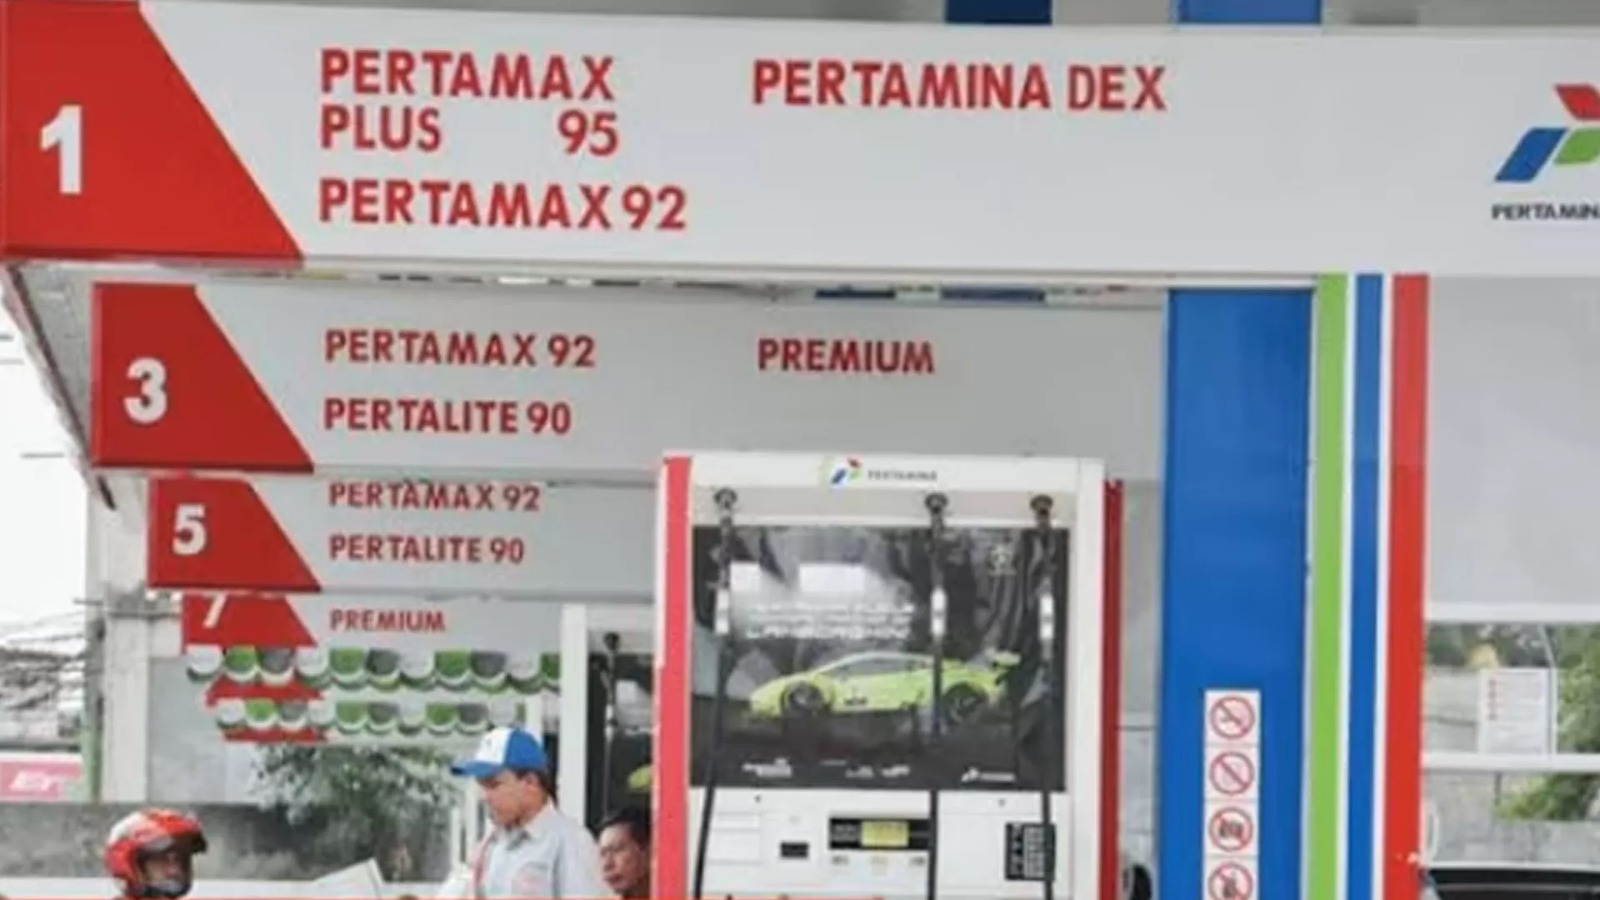 1
PERTAMAX
PLUS 95
PERTAMAX 92
PERTAMINA DEX
PERTAMINA
3
PERTAMAX 92
PERTALITE 90
PREMIUM
5
PERTAMAX 92
PERTALITE 90
7
PREMIUM
PERTAMINA